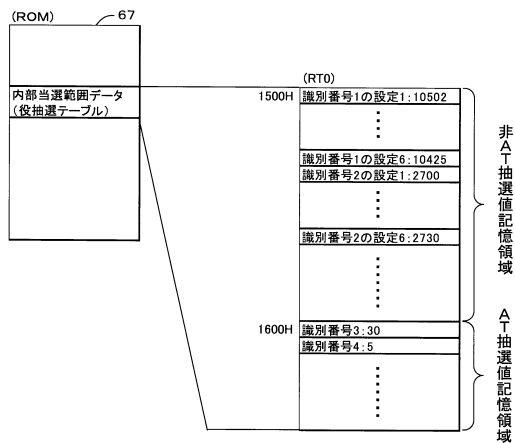 (ROM)
67
内部当選範囲データ
(役抽選テーブル)
(RT0)
1500H
識別番号1の設定1:10502
識別番号1の設定6:10425
識別番号2の設定1:2700
識別番号2の設定6:2730
非AT抽選値記憶領域
1600H
識別番号3:30
識別番号4:5
AT抽選値記憶領域